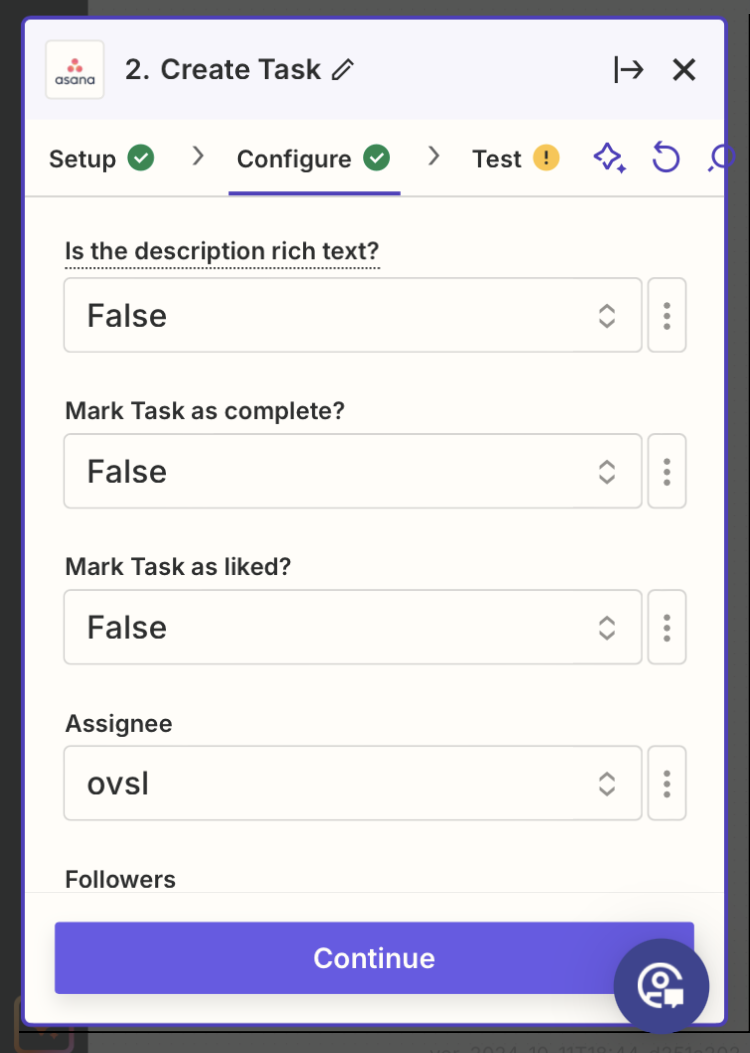 asana
2. Create Task
Setup
Configure
Test
Is the description rich text?
False
Mark Task as complete?
False
Mark Task as liked?
False
Assignee
ovsl
Followers
Continue